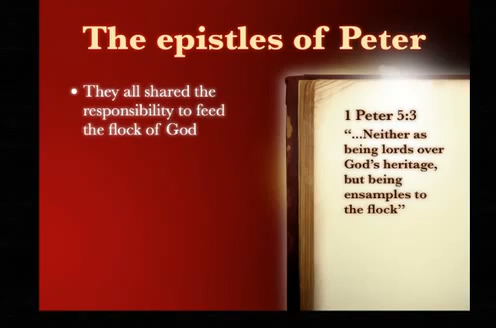 The epistles of Peter
• They all shared the
responsibility to feed
the flock of God
1 Peter 5:3
“...Neither as
being lords over
God’s heritage,
but being
ensamples to
the flock”